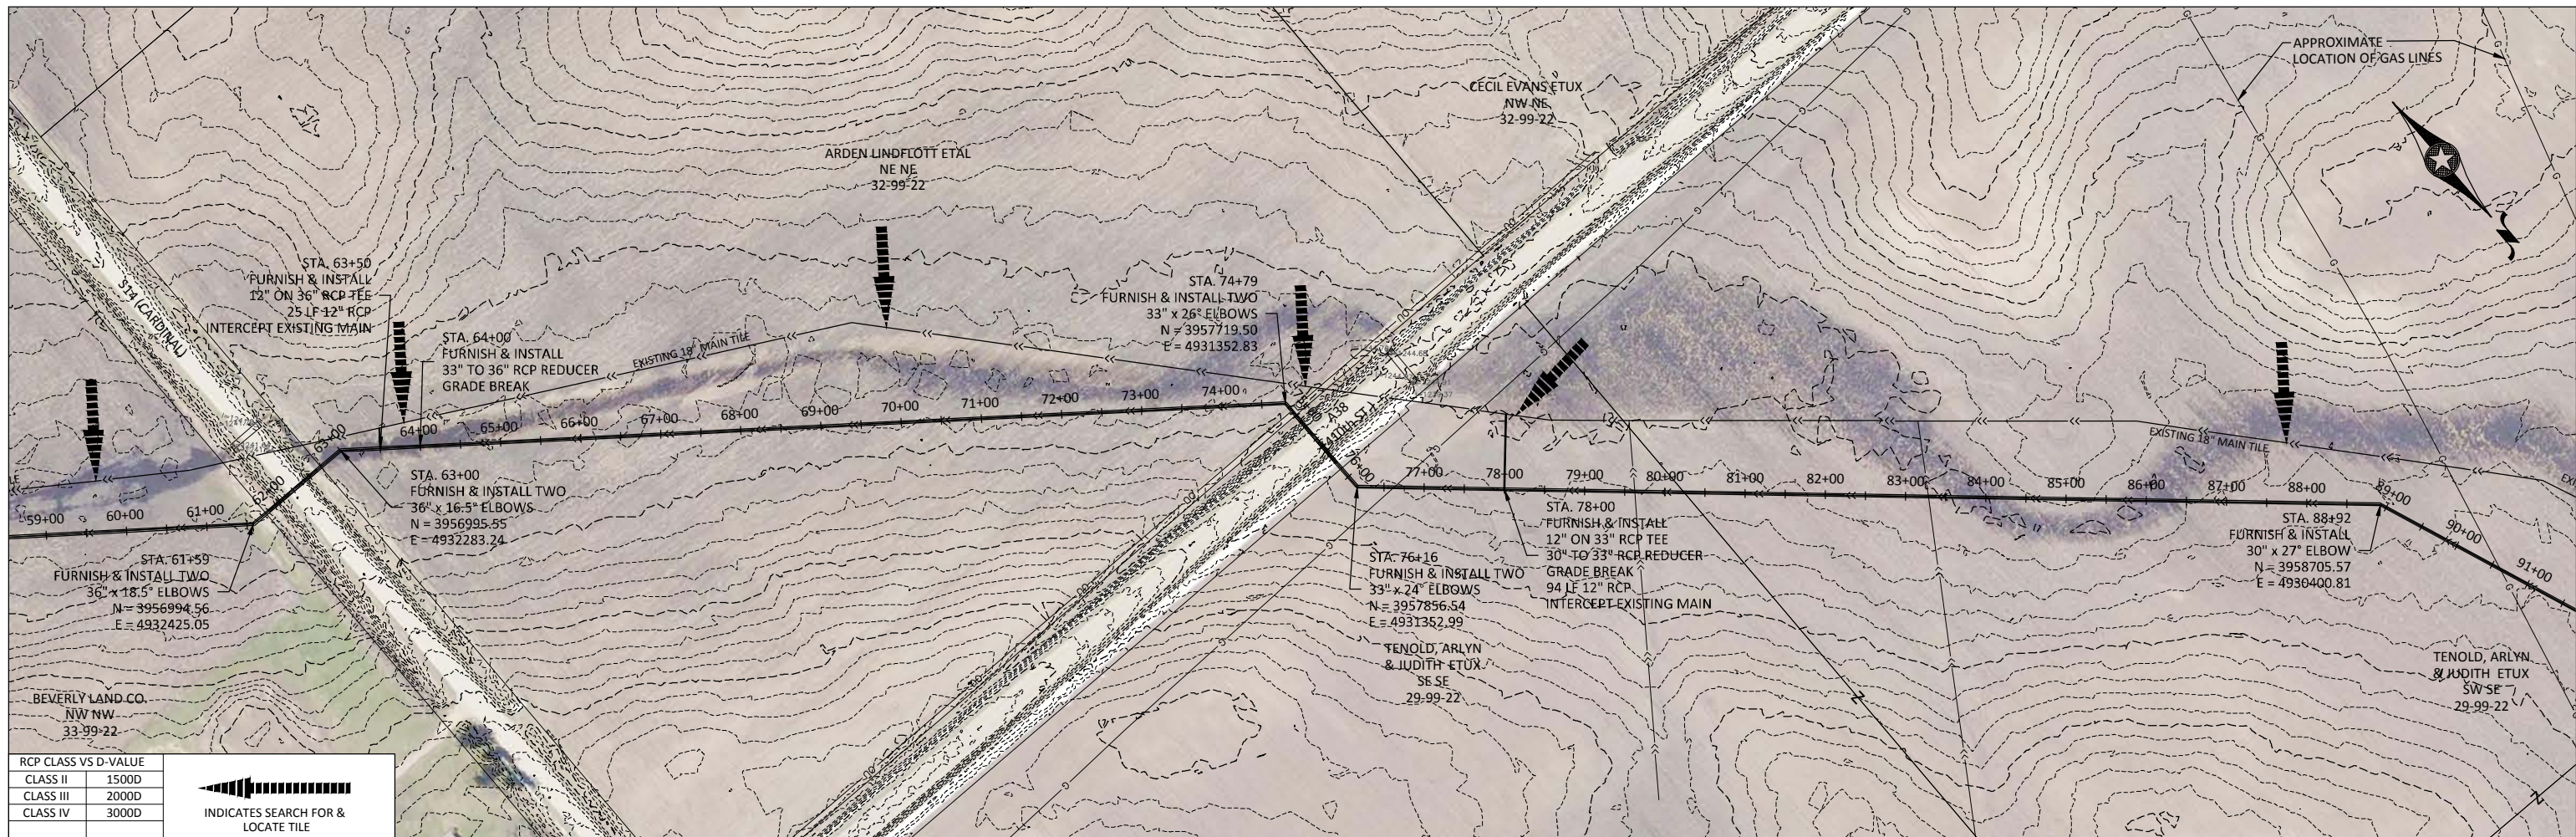 APPROXIMATE
LOCATION OF GAS LINES
CECIL EVANS ETUX
NW NE
32-99-22
ARDEN LINDFLOTT ETAL
NE NE
32-99-22
S14 (CARDINAL)
STA. 63+50
FURNISH & INSTALL
12" ON 36" RCP TEE
25 LF 12" RCP
INTERCEPT EXISTING MAIN
STA. 64+00
FURNISH & INSTALL
33" TO 36" RCP REDUCER
GRADE BREAK
EXISTING 18" MAIN TILE
STA. 74+79
FURNISH & INSTALL TWO
33" x 26° ELBOWS
N = 3957719.50
E = 4931352.83
A38
410th ST.
EXISTING 18" MAIN TILE
59+00
60+00
61+00
62+00
63+00
64+00
65+00
66+00
67+00
68+00
69+00
70+00
71+00
72+00
73+00
74+00
76+00
77+00
78+00
79+00
80+00
81+00
82+00
83+00
84+00
85+00
86+00
87+00
88+00
89+00
90+00
91+00
STA. 61+59
FURNISH & INSTALL TWO
36" x 18.5° ELBOWS
N = 3956994.56
E = 4932425.05
STA. 63+00
FURNISH & INSTALL TWO
36" x 16.5° ELBOWS
N = 3956995.55
E = 4932283.24
STA. 76+16
FURNISH & INSTALL TWO
33" x 24° ELBOWS
N = 3957856.54
E = 4931352.99
STA. 78+00
FURNISH & INSTALL
12" ON 33" RCP TEE
30" TO 33" RCP REDUCER
GRADE BREAK
94 LF 12" RCP
INTERCEPT EXISTING MAIN
STA. 88+92
FURNISH & INSTALL
30" x 27° ELBOW
N = 3958705.57
E = 4930400.81
TENOLD, ARLYN
& JUDITH ETUX
SE SE
29-99-22
TENOLD, ARLYN
& JUDITH ETUX
SW SE
29-99-22
BEVERLY LAND CO.
NW NW
33-99-22
RCP CLASS VS D-VALUE
CLASS II 1500D
CLASS III 2000D
CLASS IV 3000D
INDICATES SEARCH FOR &
LOCATE TILE